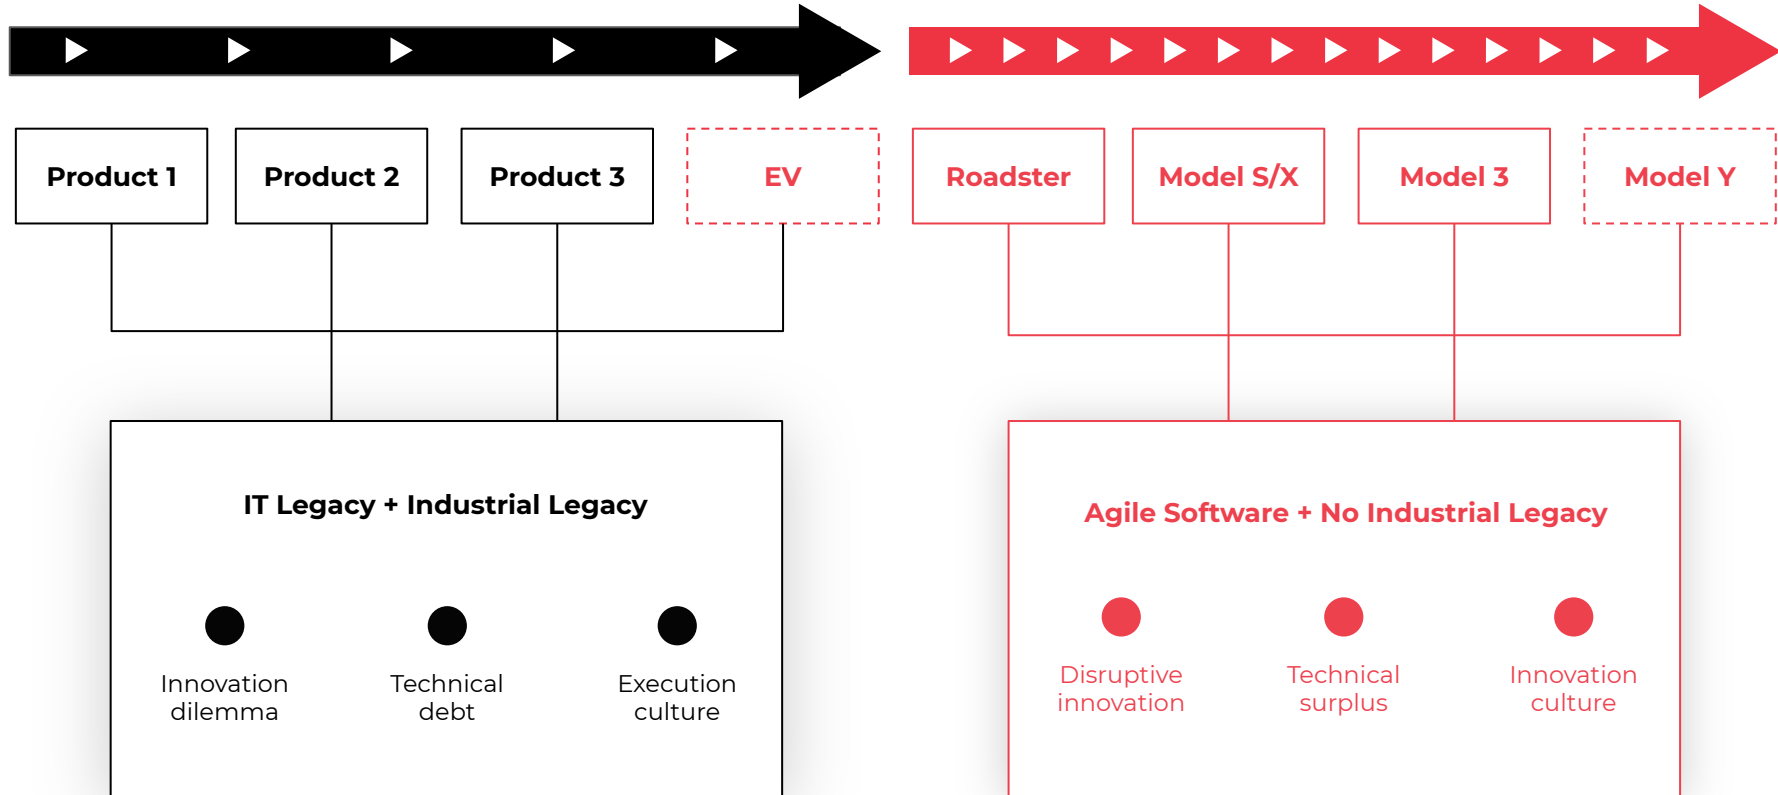 Product 1
Product 2
Product 3
EV
Roadster
Model S/X
Model 3
Model Y
IT Legacy + Industrial Legacy
Innovation
dilemma
Technical
debt
Execution
culture
Agile Software + No Industrial Legacy
Disruptive
innovation
Technical
surplus
Innovation
culture